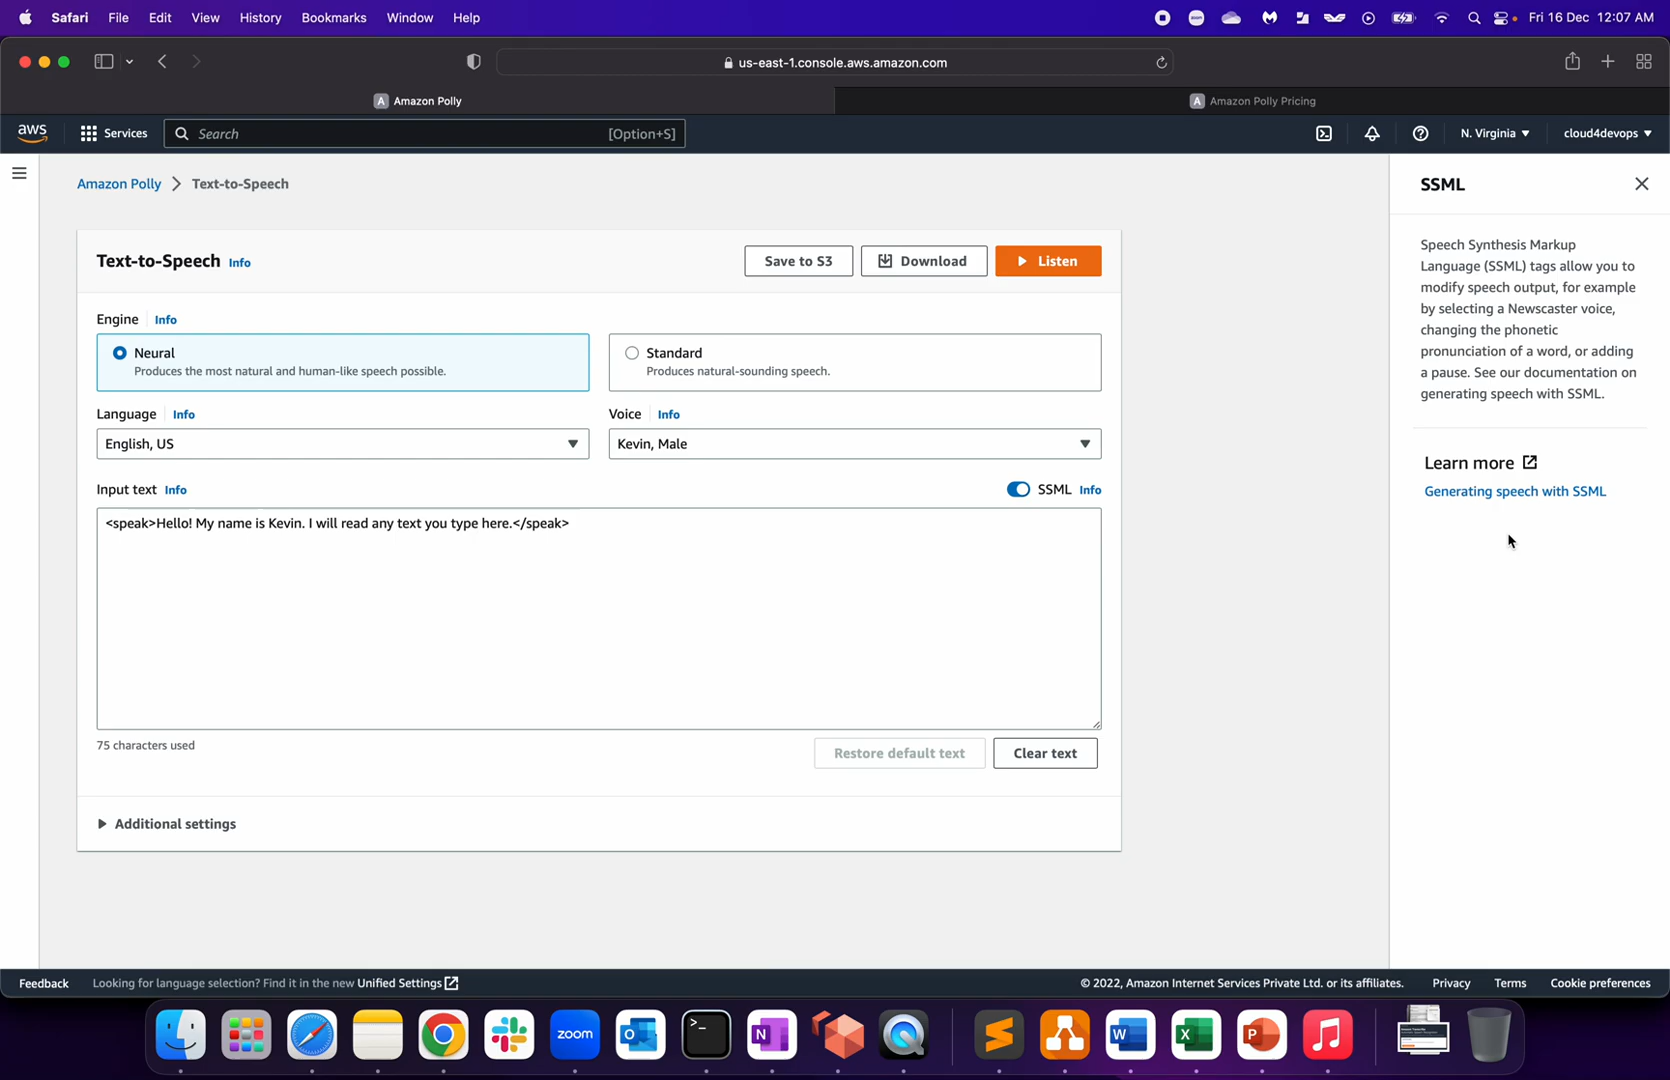 Safari File Edit View History Bookmarks Window Help
zoom
Fri 16 Dec 12:07 AM
us-east-1.console.aws.amazon.com
A Amazon Polly
A Amazon Polly Pricing
aws
Services
Search
[Option+S]
N. Virginia
cloud4devops
Amazon Polly
Text-to-Speech
Text-to-Speech Info
Save to S3
Download
Listen
Engine Info
Neural
Produces the most natural and human-like speech possible.
Standard
Produces natural-sounding speech.
Language Info
English, US
Voice Info
Kevin, Male
Input text Info
SSML Info
<speak>Hello! My name is Kevin. I will read any text you type here.</speak>
75 characters used
Restore default text
Clear text
Additional settings
SSML
Speech Synthesis Markup
Language (SSML) tags allow you to
modify speech output, for example
by selecting a Newscaster voice,
changing the phonetic
pronunciation of a word, or adding
a pause. See our documentation on
generating speech with SSML.
Learn more
Generating speech with SSML
Feedback
Looking for language selection? Find it in the new Unified Settings
© 2022, Amazon Internet Services Private Ltd. or its affiliates.
Privacy
Terms
Cookie preferences
zoom
O
>_
N
W
X
P